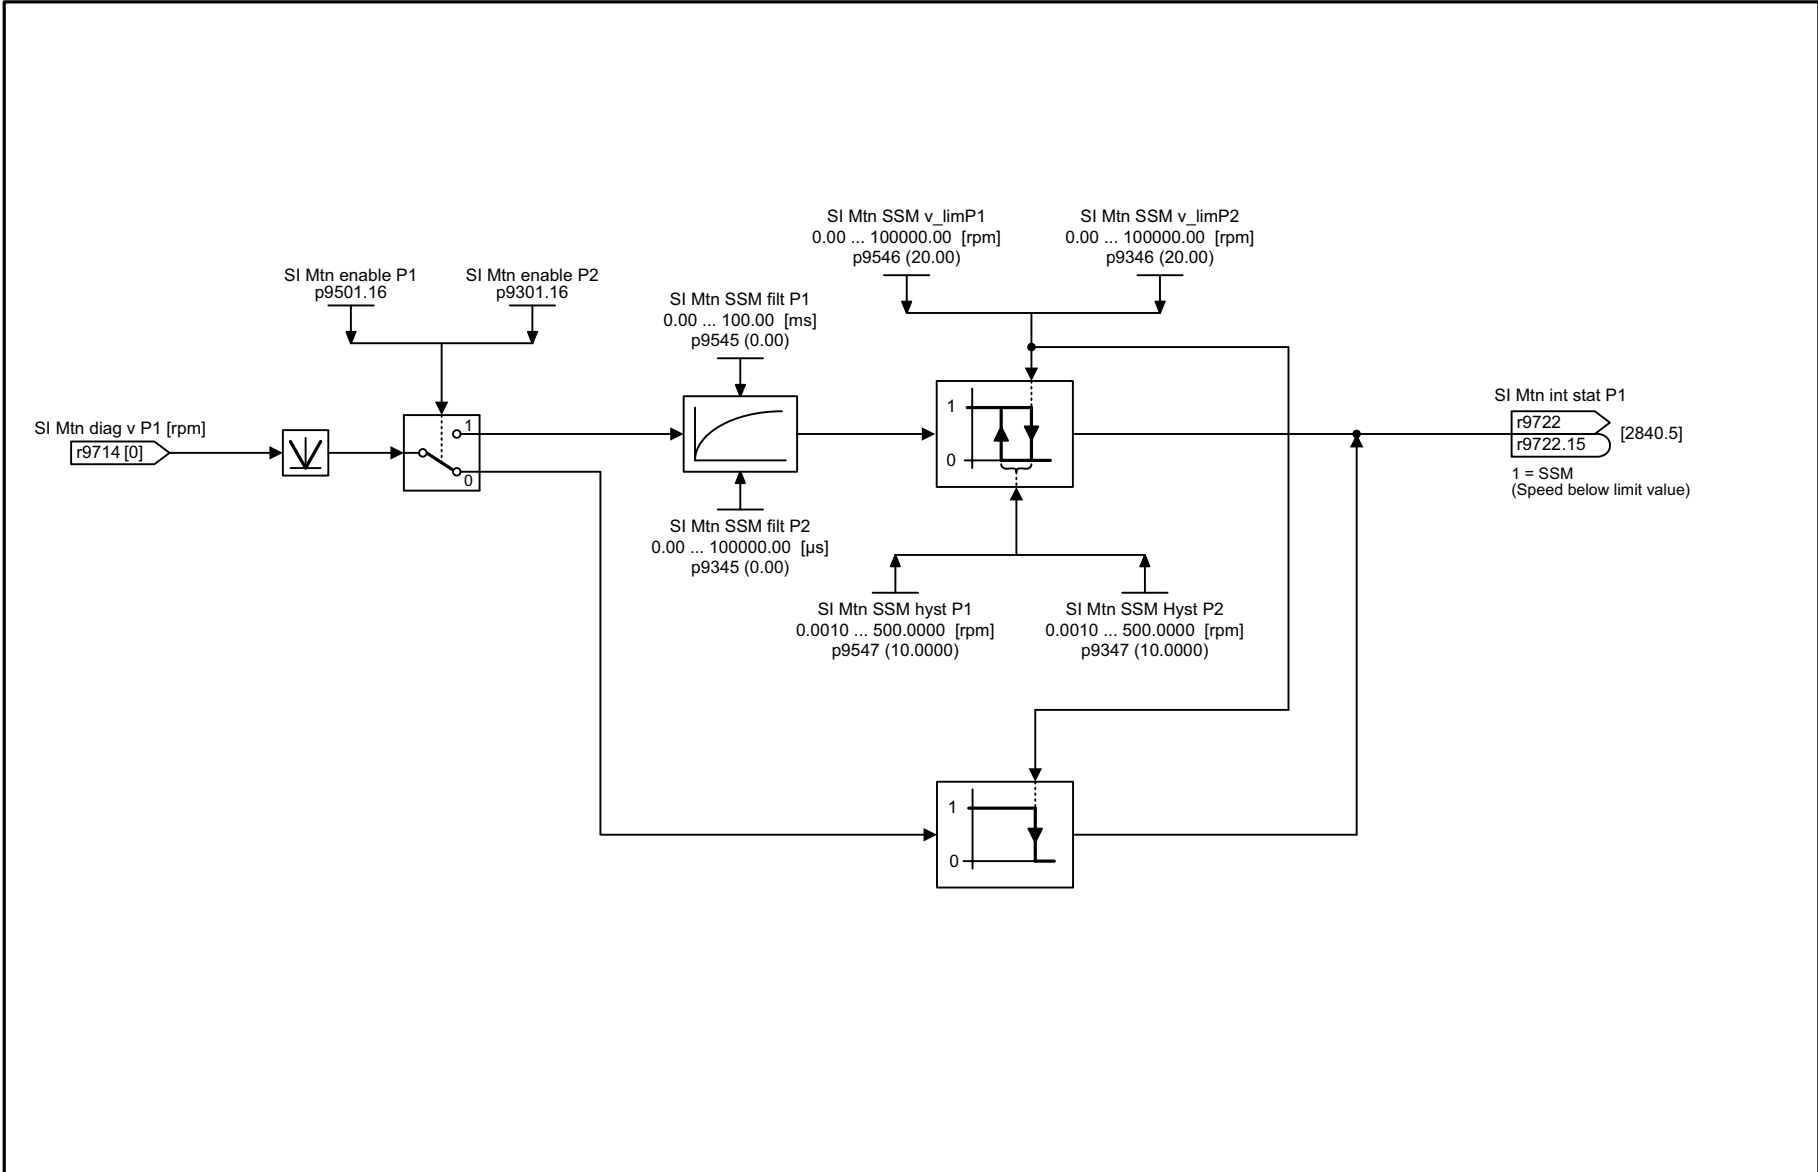 SI Mtn SSM v_limP1
0.00 ... 100000.00 [rpm]
p9546 (20.00)
SI Mtn SSM v_limP2
0.00 ... 100000.00 [rpm]
p9346 (20.00)
SI Mtn enable P1
p9501.16
SI Mtn enable P2
p9301.16
SI Mtn SSM filt P1
0.00 ... 100.00 [ms]
p9545 (0.00)
SI Mtn diag v P1 [rpm]
r9714 [0]
1
0
1
0
SI Mtn int stat P1
r9722
r9722.15
[2840.5]
1 = SSM
(Speed below limit value)
SI Mtn SSM filt P2
0.00 ... 100000.00 [µs]
p9345 (0.00)
SI Mtn SSM hyst P1
0.0010 ... 500.0000 [rpm]
p9547 (10.0000)
SI Mtn SSM Hyst P2
0.0010 ... 500.0000 [rpm]
p9347 (10.0000)
1
0